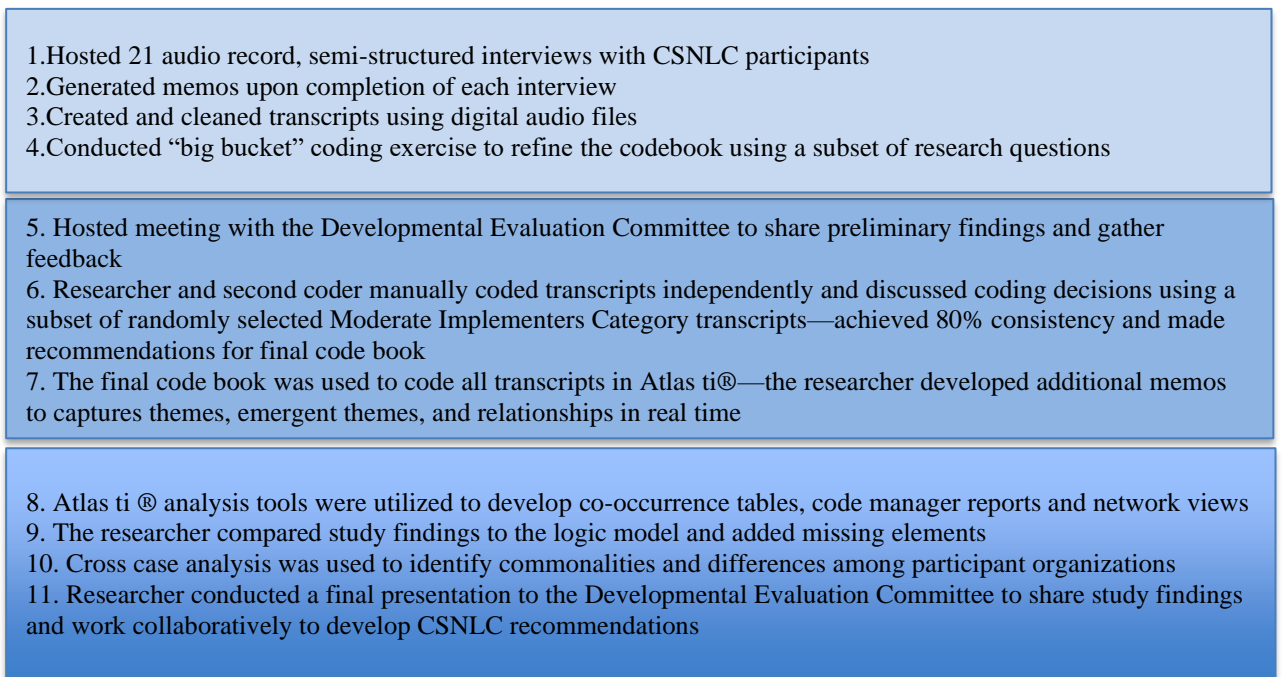 1.Hosted 21 audio record, semi-structured interviews with CSNLC participants
2.Generated memos upon completion of each interview
3.Created and cleaned transcripts using digital audio files
4.Conducted “big bucket” coding exercise to refine the codebook using a subset of research questions
5. Hosted meeting with the Developmental Evaluation Committee to share preliminary findings and gather
feedback
6. Researcher and second coder manually coded transcripts independently and discussed coding decisions using a
subset of randomly selected Moderate Implementers Category transcripts—achieved 80% consistency and made
recommendations for final code book
7. The final code book was used to code all transcripts in Atlas ti®—the researcher developed additional memos
to captures themes, emergent themes, and relationships in real time
8. Atlas ti ® analysis tools were utilized to develop co-occurrence tables, code manager reports and network views
9. The researcher compared study findings to the logic model and added missing elements
10. Cross case analysis was used to identify commonalities and differences among participant organizations
11. Researcher conducted a final presentation to the Developmental Evaluation Committee to share study findings
and work collaboratively to develop CSNLC recommendations